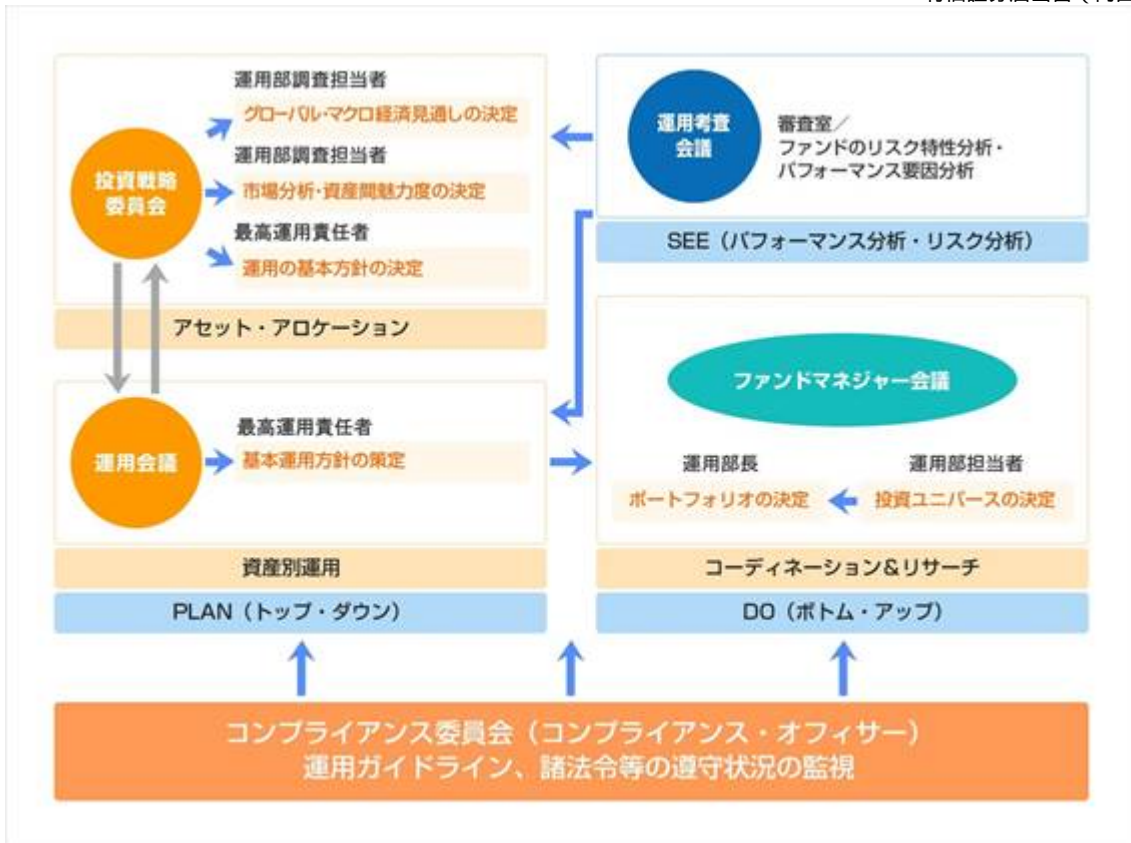 運用部調査担当者
グローバル・マクロ経済見通しの決定
投資戦略
委員会
運用部調査担当者
市場分析・資産間魅力度の決定
最高運用責任者
運用の基本方針の決定
アセット・アロケーション
運用考査
会議
審査室／
ファンドのリスク特性分析・
パフォーマンス要因分析
SEE（パフォーマンス分析・リスク分析）
運用会議
最高運用責任者
基本運用方針の策定
資産別運用
PLAN（トップ・ダウン）
ファンドマネジャー会議
運用部長
ポートフォリオの決定
運用部担当者
投資ユニバースの決定
コーディネーション＆リサーチ
DO（ボトム・アップ）
コンプライアンス委員会（コンプライアンス・オフィサー）
運用ガイドライン、諸法令等の遵守状況の監視